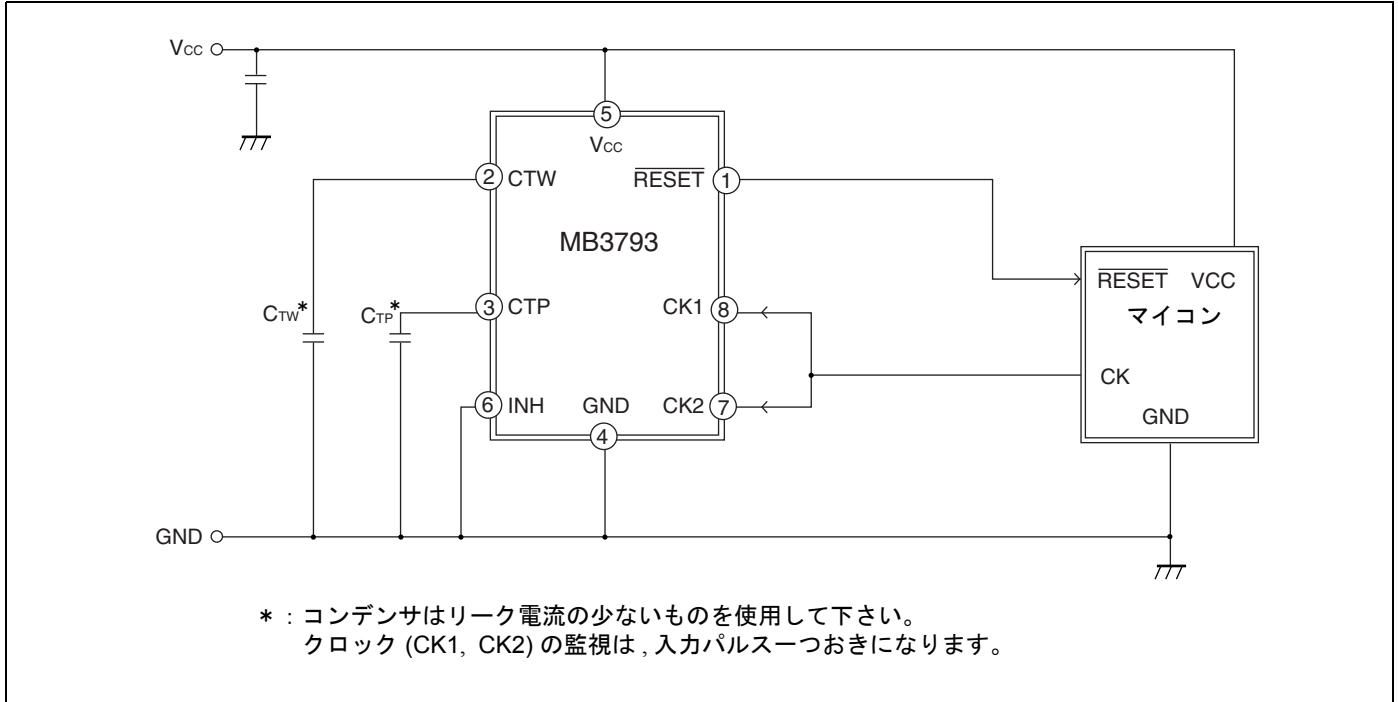 Vcc
5
Vcc
2 CTW
RESET 1
MB3793
RESET VCC
マイコン
CTW*
CTP*
3 CTP
CK1 8
CK
6 INH
GND
CK2 7
GND
4
GND
* : コンデンサはリーク電流の少ないものを使用して下さい。
クロック (CK1, CK2) の監視は , 入力パルス一つおきになります。